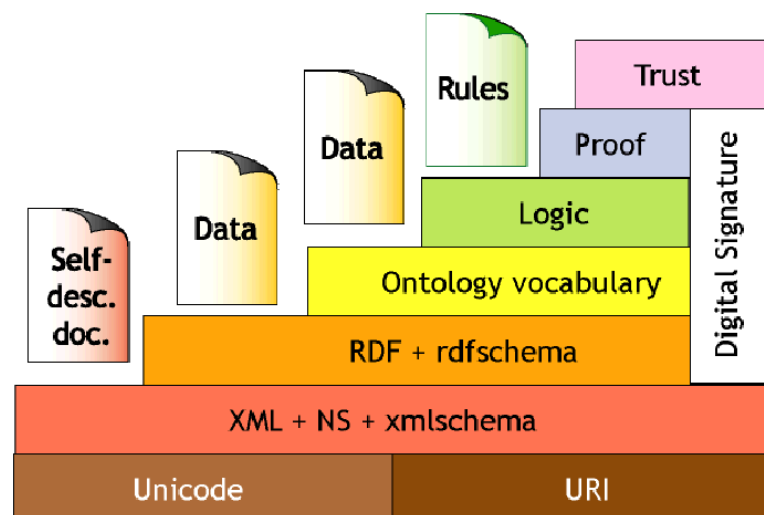 Rules
Trust
Data
Proof
Data
Logic
Self-
desc.
doc.
Ontology vocabulary
Digital Signature
RDF + rdfschema
XML + NS + xmlschema
Unicode
URI